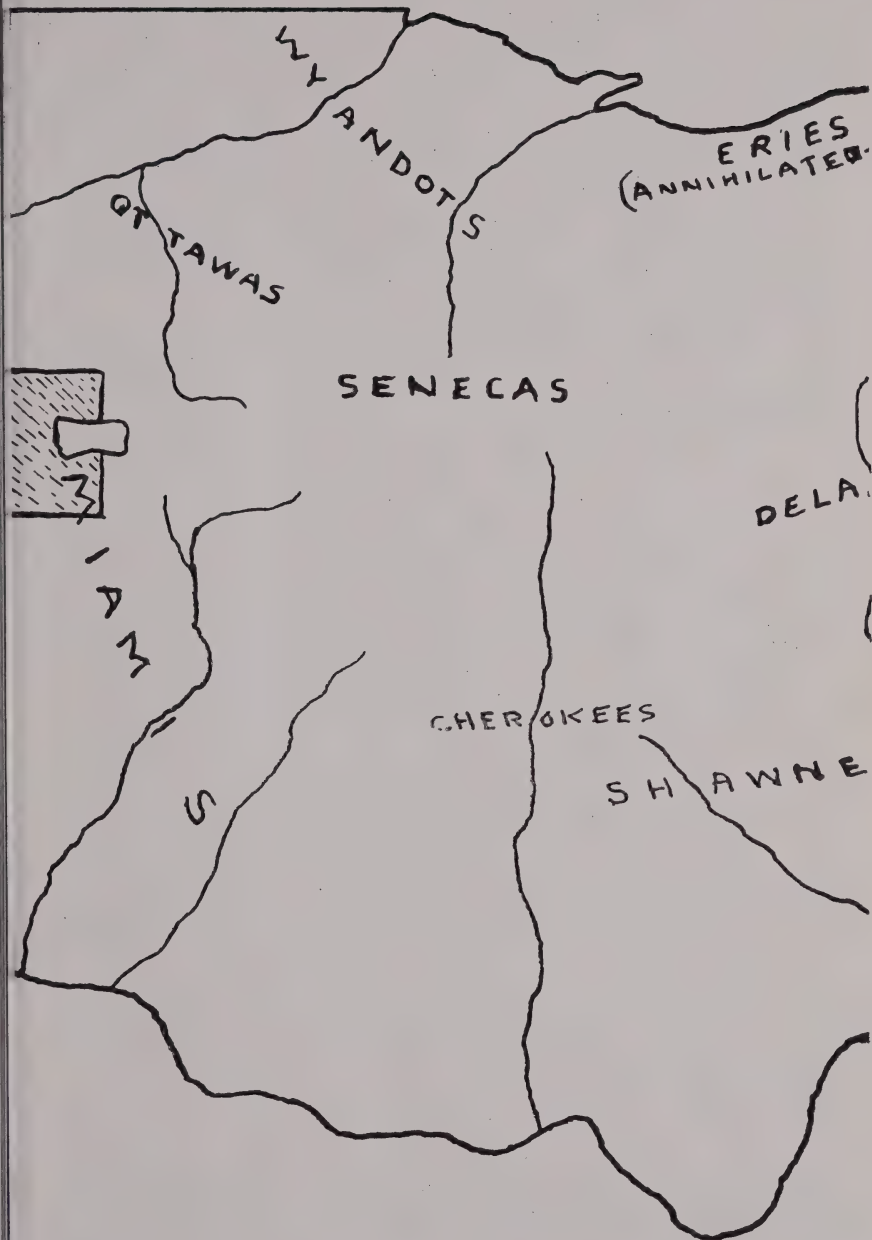 WYANDOTS
ERIES
(ANNIHILATED.
OTTAWAS
SENECAS
MIAMIS
DELA
CHEROKEES
SHAWNE